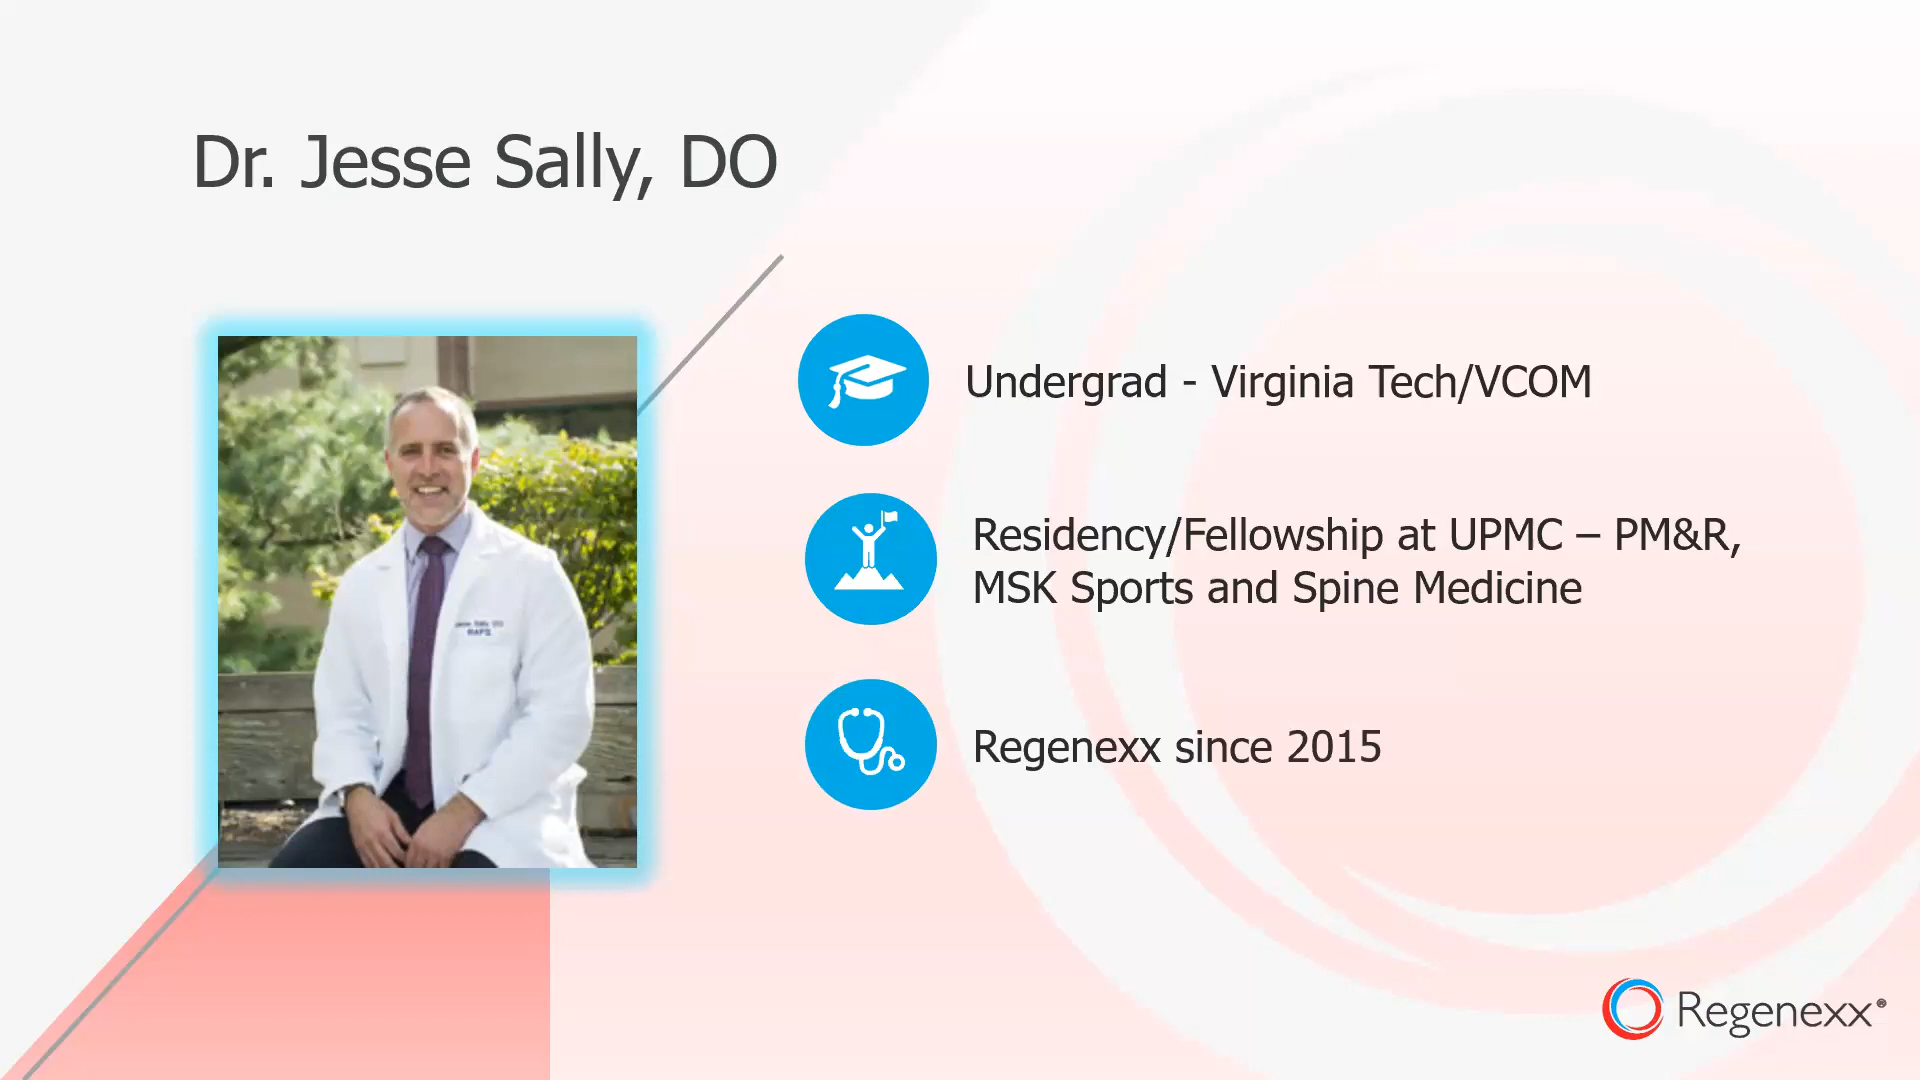 Dr. Jesse Sally, DO
Undergrad - Virginia Tech/VCOM
Residency/Fellowship at UPMC – PM&R,
MSK Sports and Spine Medicine
Regenexx since 2015
Regenexx®